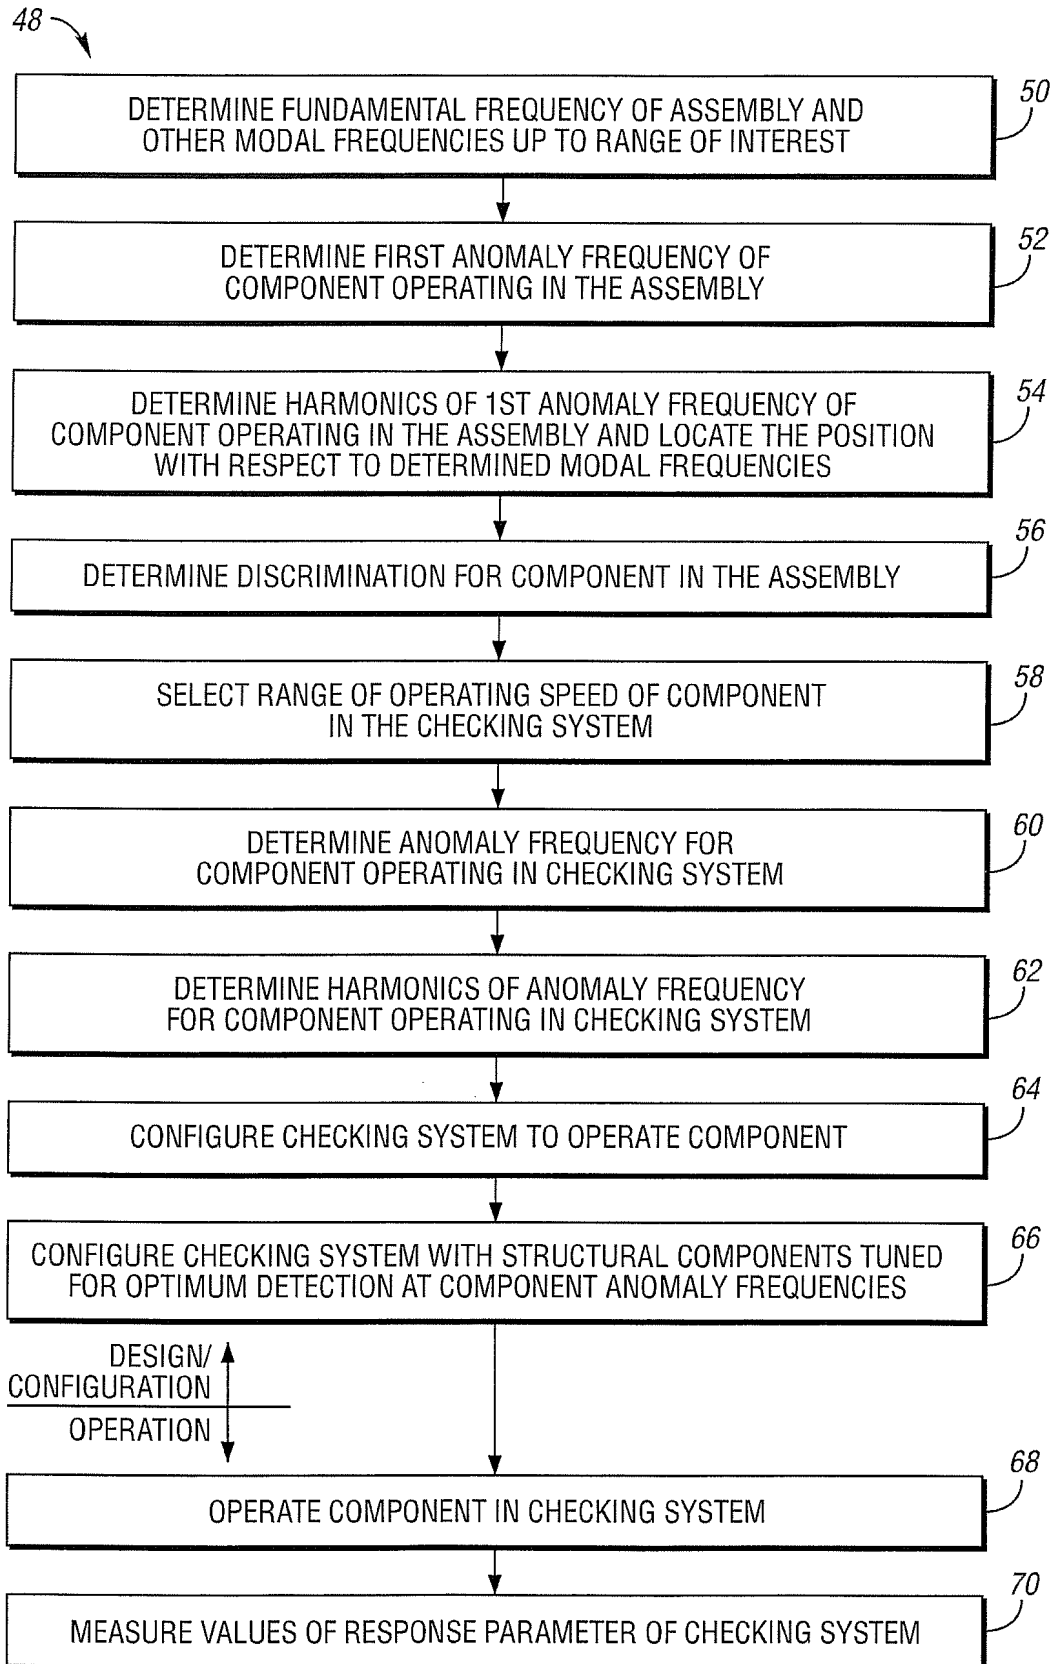 48
DETERMINE FUNDAMENTAL FREQUENCY OF ASSEMBLY AND
OTHER MODAL FREQUENCIES UP TO RANGE OF INTEREST
50
DETERMINE FIRST ANOMALY FREQUENCY OF
COMPONENT OPERATING IN THE ASSEMBLY
52
DETERMINE HARMONICS OF 1ST ANOMALY FREQUENCY OF
COMPONENT OPERATING IN THE ASSEMBLY AND LOCATE THE POSITION
WITH RESPECT TO DETERMINED MODAL FREQUENCIES
54
DETERMINE DISCRIMINATION FOR COMPONENT IN THE ASSEMBLY
56
SELECT RANGE OF OPERATING SPEED OF COMPONENT
IN THE CHECKING SYSTEM
58
DETERMINE ANOMALY FREQUENCY FOR
COMPONENT OPERATING IN CHECKING SYSTEM
60
DETERMINE HARMONICS OF ANOMALY FREQUENCY
FOR COMPONENT OPERATING IN CHECKING SYSTEM
62
CONFIGURE CHECKING SYSTEM TO OPERATE COMPONENT
64
CONFIGURE CHECKING SYSTEM WITH STRUCTURAL COMPONENTS TUNED
FOR OPTIMUM DETECTION AT COMPONENT ANOMALY FREQUENCIES
66
DESIGN/
CONFIGURATION
OPERATION
OPERATE COMPONENT IN CHECKING SYSTEM
68
MEASURE VALUES OF RESPONSE PARAMETER OF CHECKING SYSTEM
70